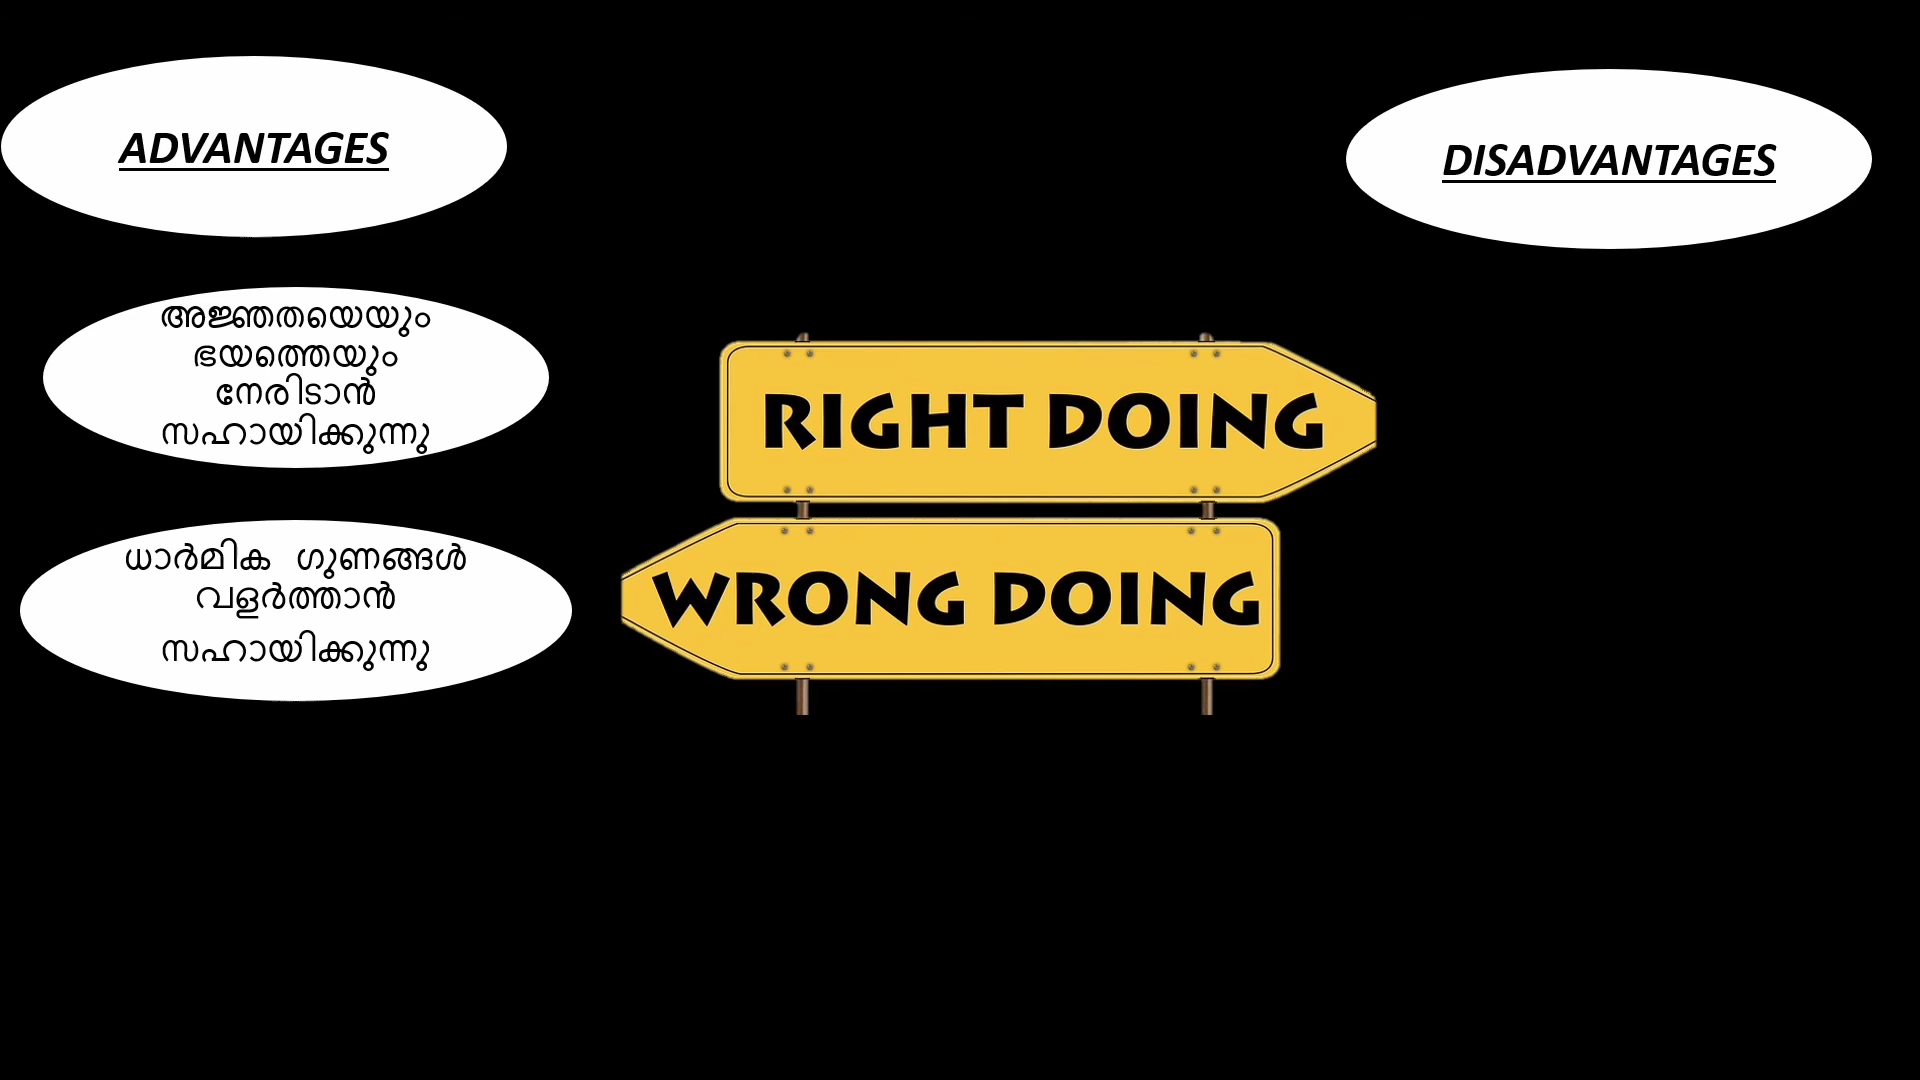 ADVANTAGES
അജ്ഞതയെയും
ഭയത്തെയും
നേരിടാൻ
സഹായിക്കുന്നു
ധാർമിക ഗുണങ്ങൾ
വളർത്താൻ
സഹായിക്കുന്നു
RIGHT DOING
WRONG DOING
DISADVANTAGES